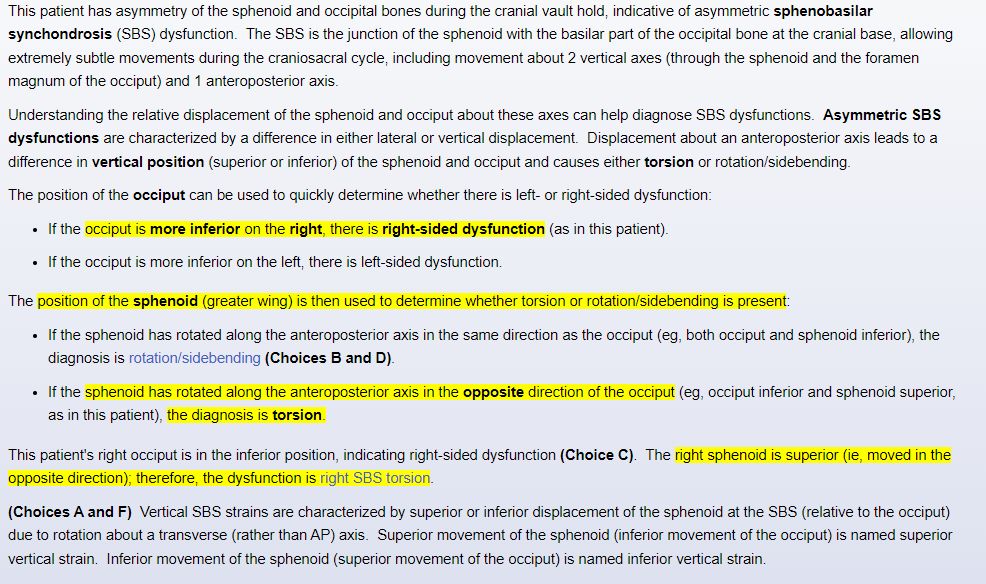 This patient has asymmetry of the sphenoid and occipital bones during the cranial vault hold, indicative of asymmetric sphenobasilar
synchondrosis (SBS) dysfunction. The SBS is the junction of the sphenoid with the basilar part of the occipital bone at the cranial base, allowing
extremely subtle movements during the craniosacral cycle, including movement about 2 vertical axes (through the sphenoid and the foramen
magnum of the occiput) and 1 anteroposterior axis.
Understanding the relative displacement of the sphenoid and occiput about these axes can help diagnose SBS dysfunctions. Asymmetric SBS
dysfunctions are characterized by a difference in either lateral or vertical displacement. Displacement about an anteroposterior axis leads to a
difference in vertical position (superior or inferior) of the sphenoid and occiput and causes either torsion or rotation/sidebending.
The position of the occiput can be used to quickly determine whether there is left- or right-sided dysfunction:
• If the occiput is more inferior on the right, there is right-sided dysfunction (as in this patient).
• If the occiput is more inferior on the left, there is left-sided dysfunction.
The position of the sphenoid (greater wing) is then used to determine whether torsion or rotation/sidebending is present:
• If the sphenoid has rotated along the anteroposterior axis in the same direction as the occiput (eg, both occiput and sphenoid inferior), the
diagnosis is rotation/sidebending (Choices B and D).
• If the sphenoid has rotated along the anteroposterior axis in the opposite direction of the occiput (eg, occiput inferior and sphenoid superior,
as in this patient), the diagnosis is torsion.
This patient's right occiput is in the inferior position, indicating right-sided dysfunction (Choice C). The right sphenoid is superior (ie, moved in the
opposite direction); therefore, the dysfunction is right SBS torsion.
(Choices A and F) Vertical SBS strains are characterized by superior or inferior displacement of the sphenoid at the SBS (relative to the occiput)
due to rotation about a transverse (rather than AP) axis. Superior movement of the sphenoid (inferior movement of the occiput) is named superior
vertical strain. Inferior movement of the sphenoid (superior movement of the occiput) is named inferior vertical strain.